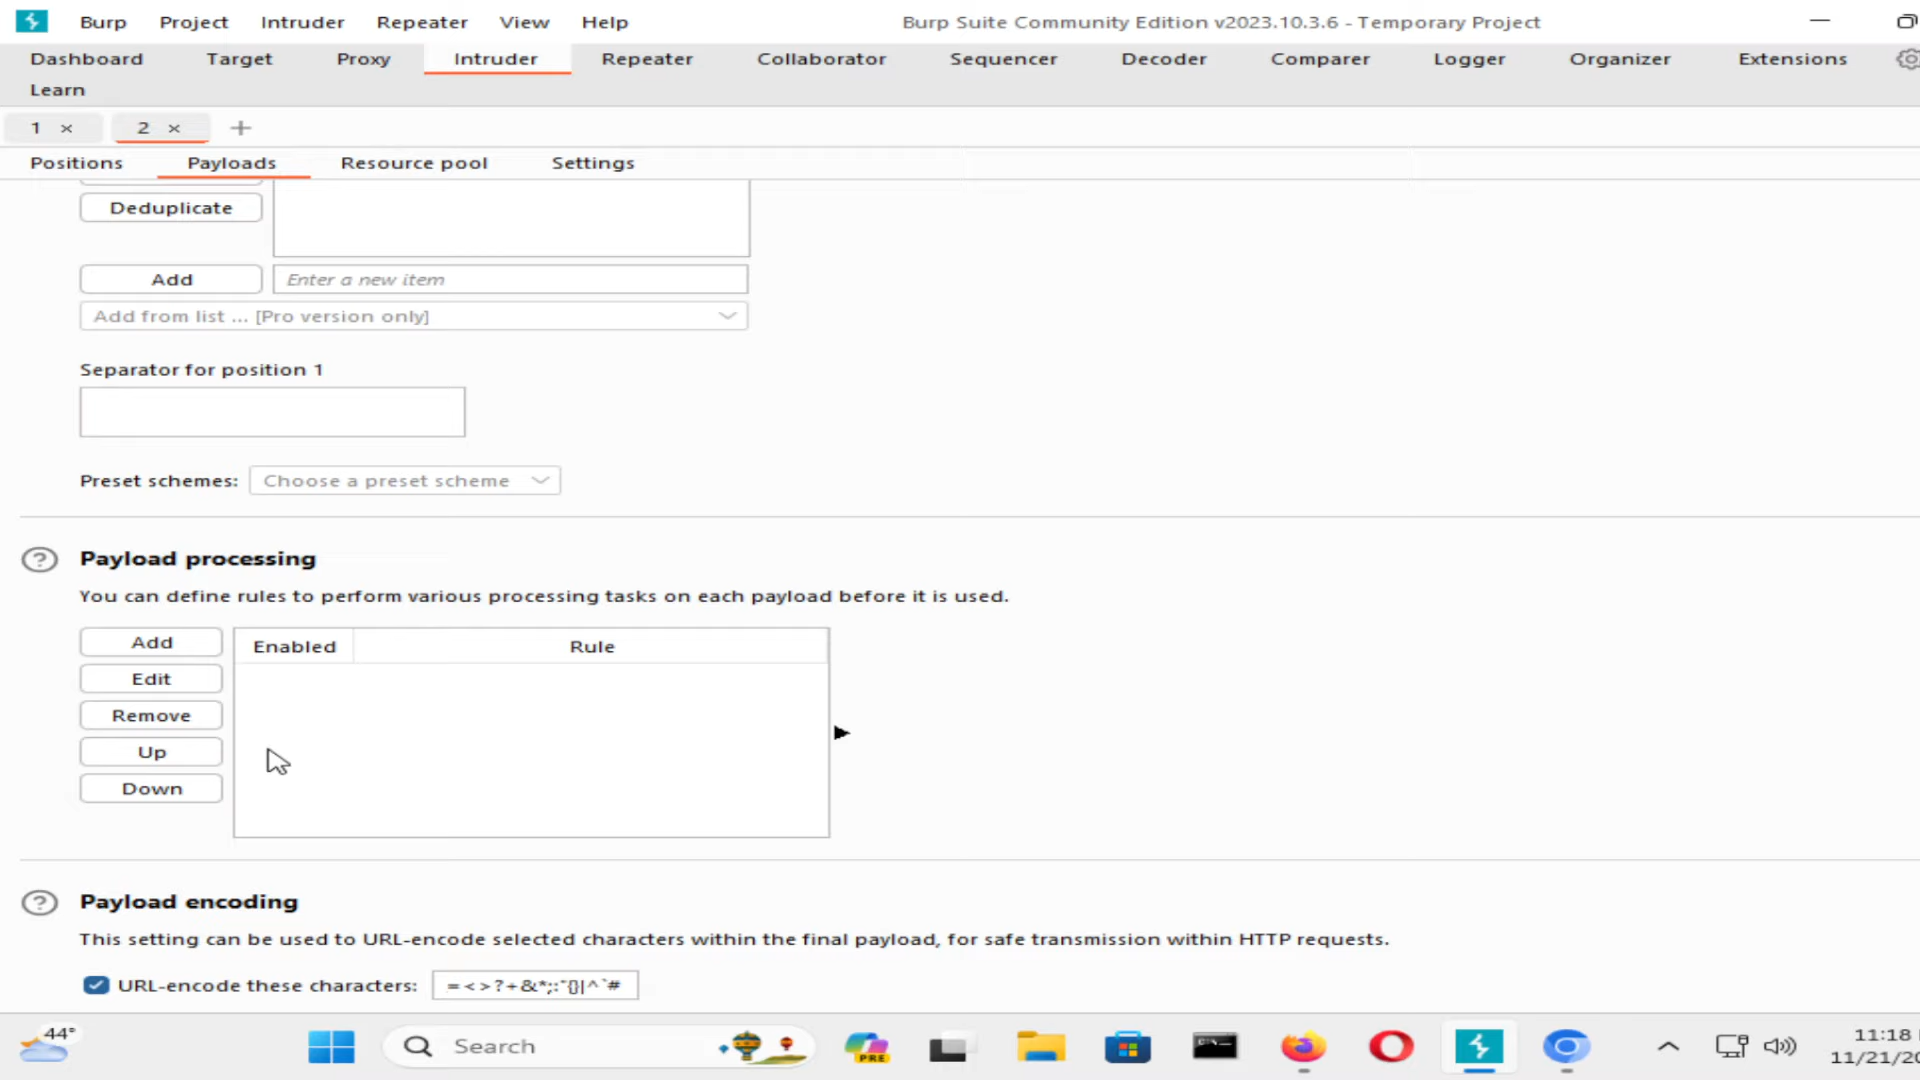 Burp Project Intruder Repeater View Help Burp Suite Community Edition v2023.10.3.6 - Temporary Project
Dashboard Target Proxy Intruder Repeater Collaborator Sequencer Decoder Comparer Logger Organizer Extensions
Learn
1 × 2 × +
Positions Payloads Resource pool Settings
Deduplicate
Add Enter a new item
Add from list ... [Pro version only]
Separator for position 1
Preset schemes: Choose a preset scheme
? Payload processing
You can define rules to perform various processing tasks on each payload before it is used.
Add Enabled Rule
Edit
Remove
Up
Down
? Payload encoding
This setting can be used to URL-encode selected characters within the final payload, for safe transmission within HTTP requests.
URL-encode these characters: =<>?+&*;:"{}|^`#
44° Search PRE 11:18
11/21/20